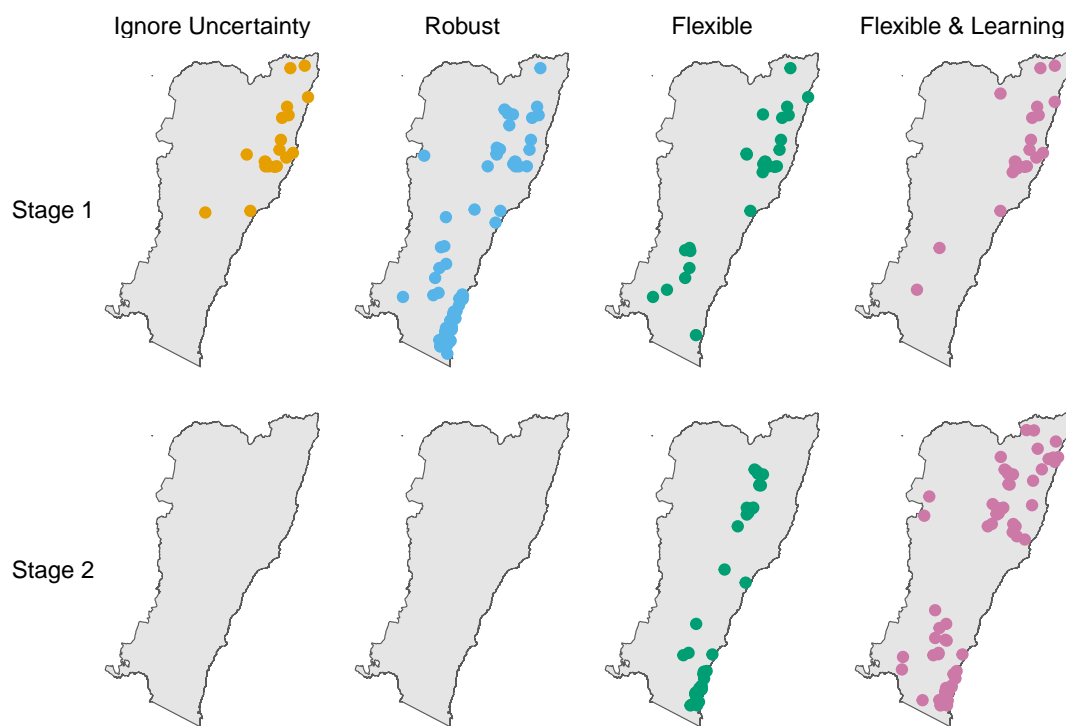 Ignore Uncertainty Robust Flexible Flexible & Learning
Stage 1
Stage 2